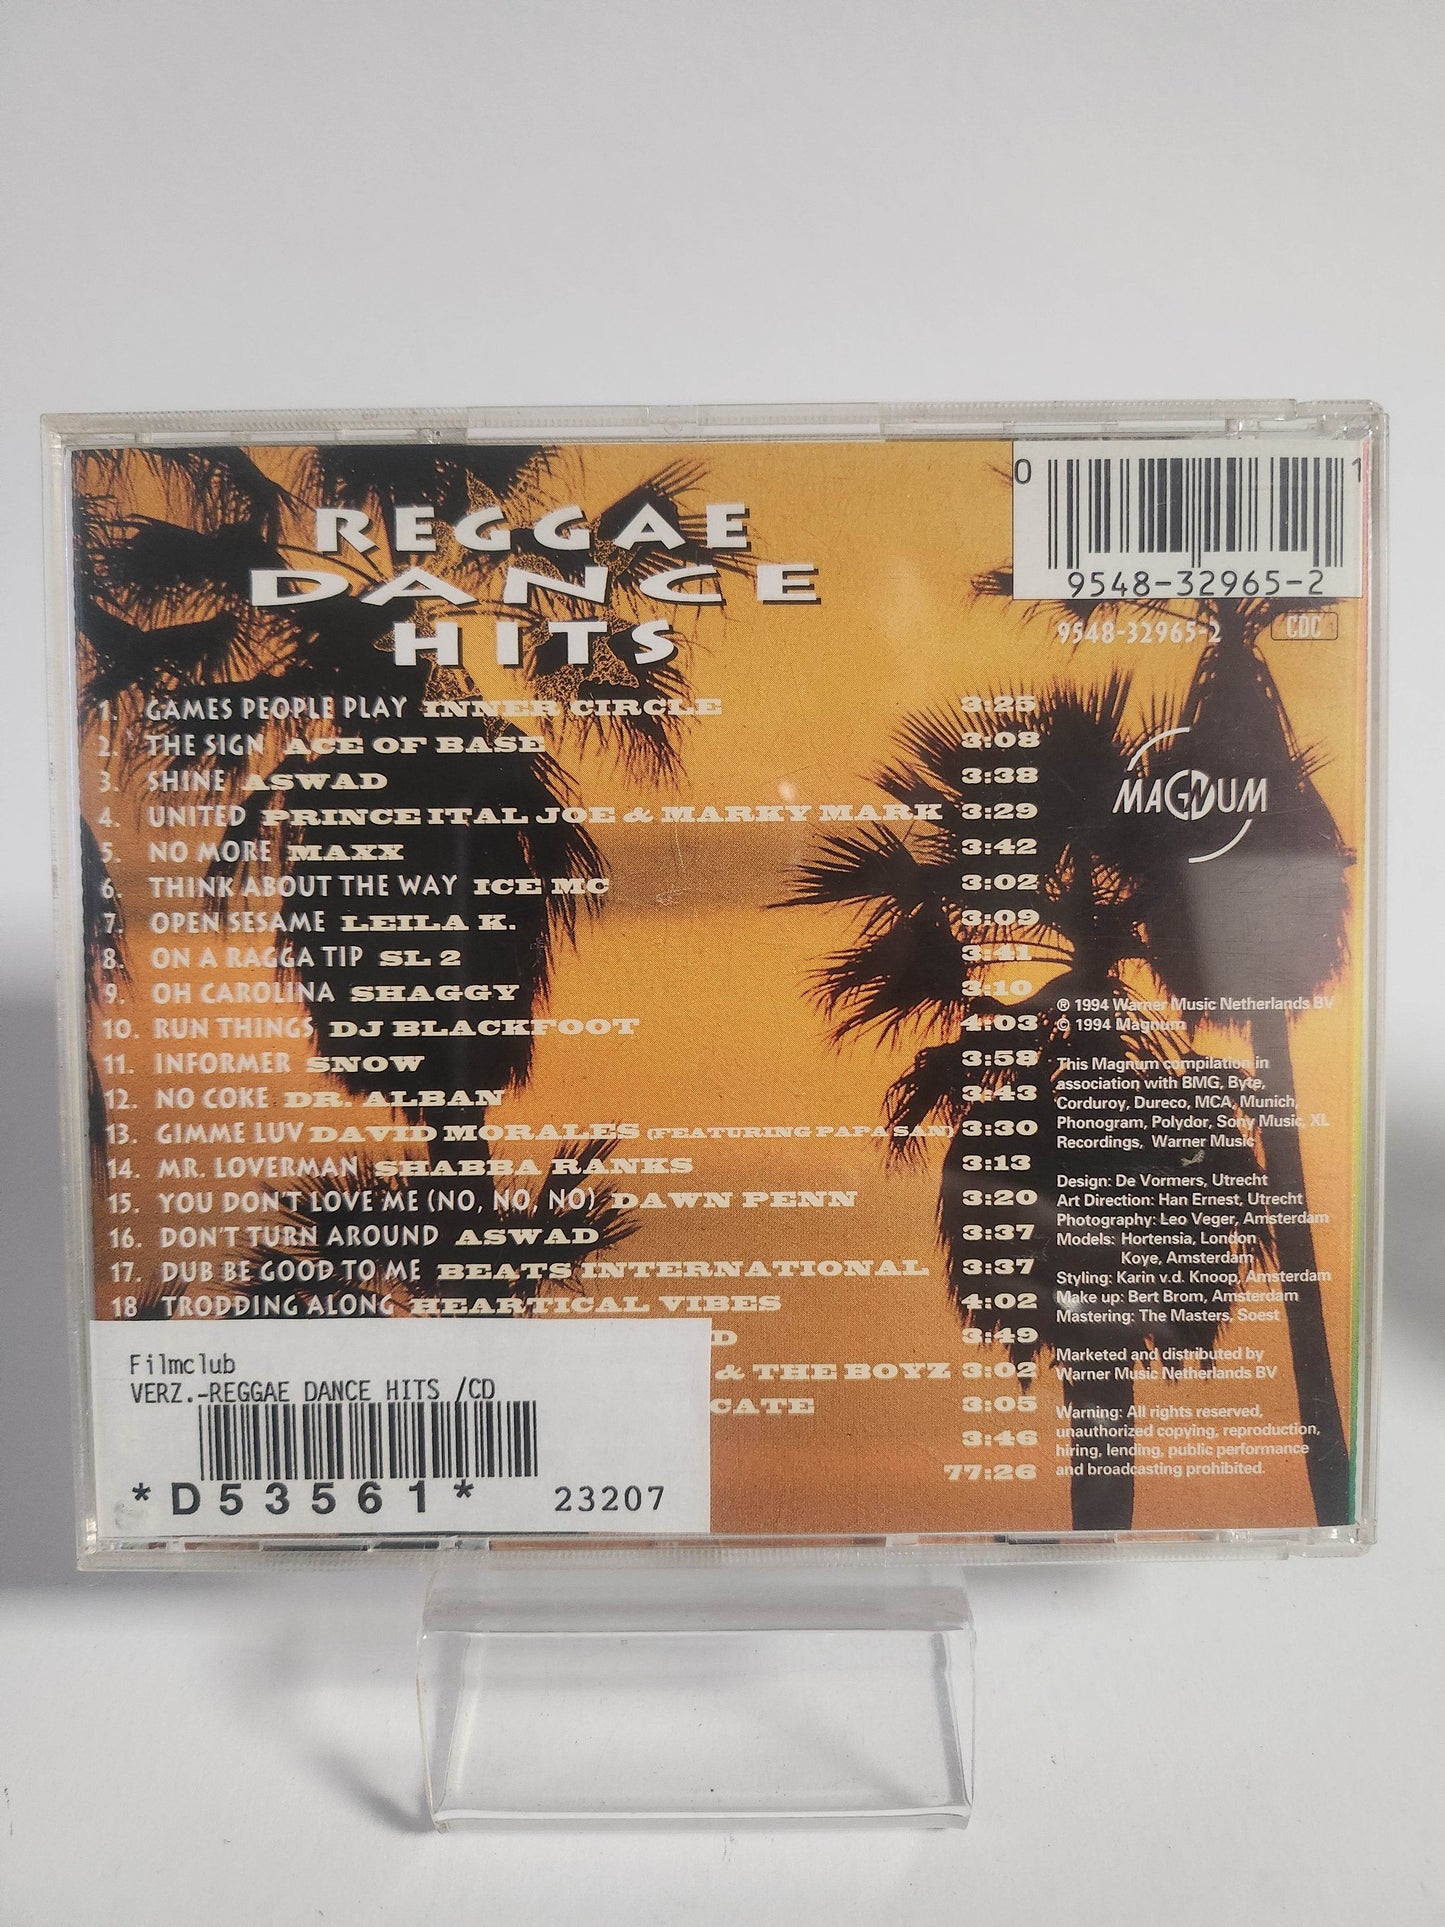 REGGAE
DANCE
HITS
0 1
9548-32965-2
9548-32965-2 CDC
1. GAMES PEOPLE PLAY INNER CIRCLE 3:25
2. THE SIGN ACE OF BASE 3:08
3. SHINE ASWAD 3:38
4. UNITED PRINCE ITAL JOE & MARKY MARK 3:29
5. NO MORE MAXX 3:42
6. THINK ABOUT THE WAY ICE MC 3:02
7. OPEN SESAME LEILA K. 3:09
8. ON A RAGGA TIP SL 2 3:41
9. OH CAROLINA SHAGGY 3:10
10. RUN THINGS DJ BLACKFOOT 4:03
11. INFORMER SNOW 3:58
12. NO COKE DR. ALBAN 3:43
13. GIMME LUV DAVID MORALES (FEATURING PAPA SAN) 3:30
14. MR. LOVERMAN SHABBA RANKS 3:13
15. YOU DON'T LOVE ME (NO, NO, NO) DAWN PENN 3:20
16. DON'T TURN AROUND ASWAD 3:37
17. DUB BE GOOD TO ME BEATS INTERNATIONAL 3:37
18 TRODDING ALONG HEARTICAL VIBES 4:02
D 3:49
& THE BOYZ 3:02
CATE 3:05
3:46
77:26
MAGNUM
℗ 1994 Warner Music Netherlands BV
© 1994 Magnum
This Magnum compilation in
association with BMG, Byte,
Corduroy, Dureco, MCA, Munich,
Phonogram, Polydor, Sony Music, XL
Recordings, Warner Music
Design: De Vormers, Utrecht
Art Direction: Han Ernest, Utrecht
Photography: Leo Veger, Amsterdam
Models: Hortensia, London
Koye, Amsterdam
Styling: Karin v.d. Knoop, Amsterdam
Make up: Bert Brom, Amsterdam
Mastering: The Masters, Soest
Marketed and distributed by
Warner Music Netherlands BV
Warning: All rights reserved,
unauthorized copying, reproduction,
hiring, lending, public performance
and broadcasting prohibited.
Filmclub
VERZ.-REGGAE DANCE HITS /CD
*D53561* 23207